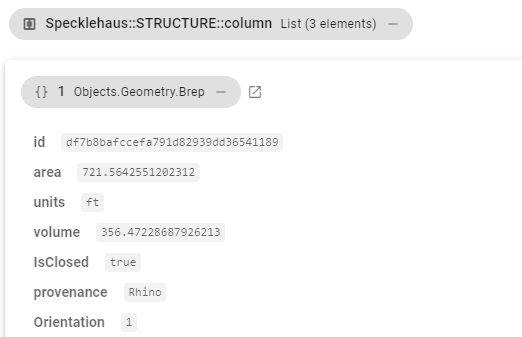 Specklehaus::STRUCTURE::column List (3 elements) —
{} 1 Objects.Geometry.Brep —
id df7b8bafccefa791d82939dd36541189
area 721.5642551202312
units ft
volume 356.47228687926213
IsClosed true
provenance Rhino
Orientation 1